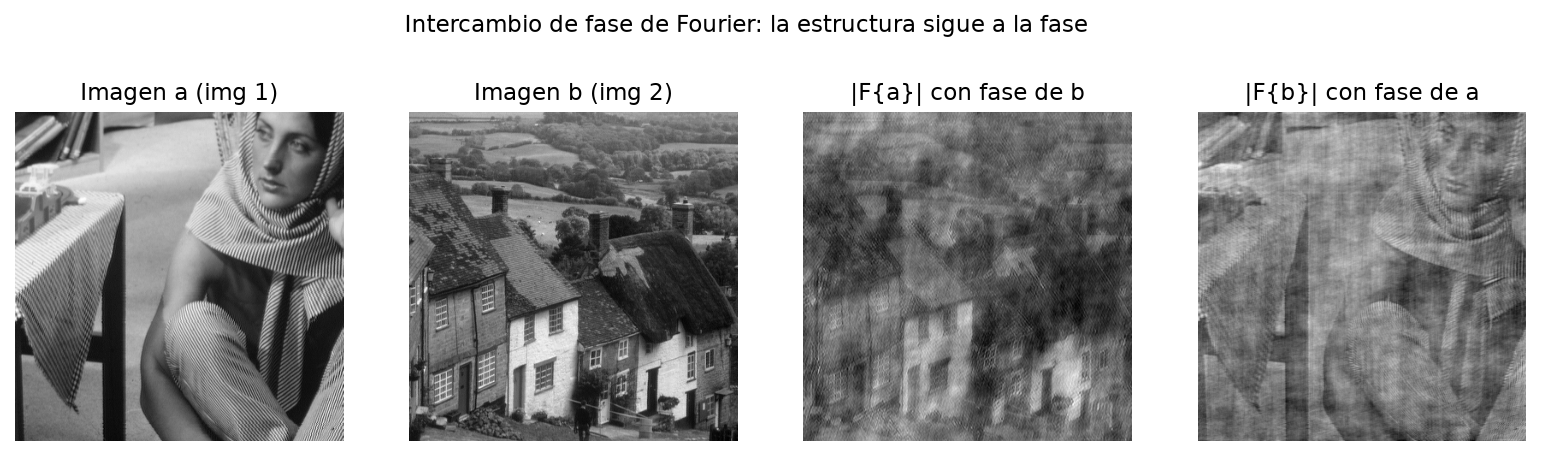 Intercambio de fase de Fourier: la estructura sigue a la fase
Imagen a (img 1)
Imagen b (img 2)
|F{a}| con fase de b
|F{b}| con fase de a